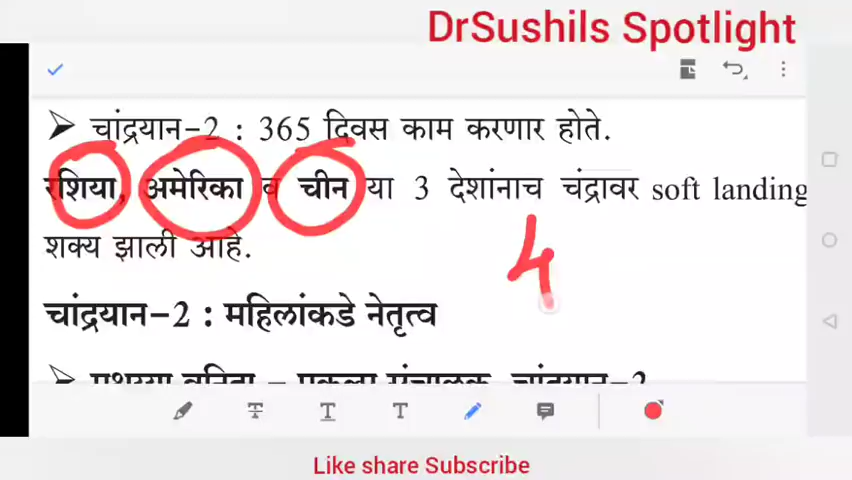 DrSushils Spotlight
➤ चांद्रयान-2 : 365 दिवस काम करणार होते.
रशिया, अमेरिका व चीन या 3 देशांनाच चंद्रावर soft landing
शक्य झाली आहे.
4
चांद्रयान-2 : महिलांकडे नेतृत्व
Like share Subscribe